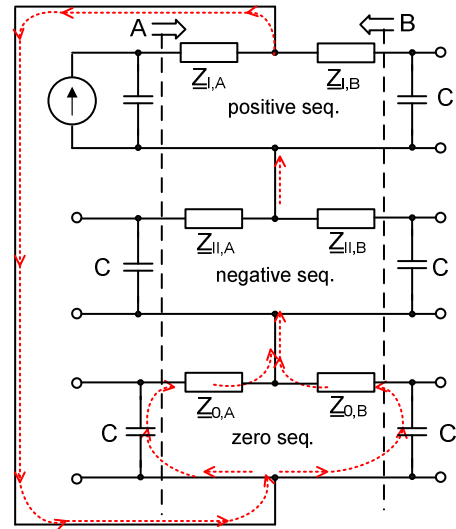 A
B
Z_I,A
Z_I,B
positive seq.
C
Z_II,A
Z_II,B
C
negative seq.
C
Z_0,A
Z_0,B
C
zero seq.
C